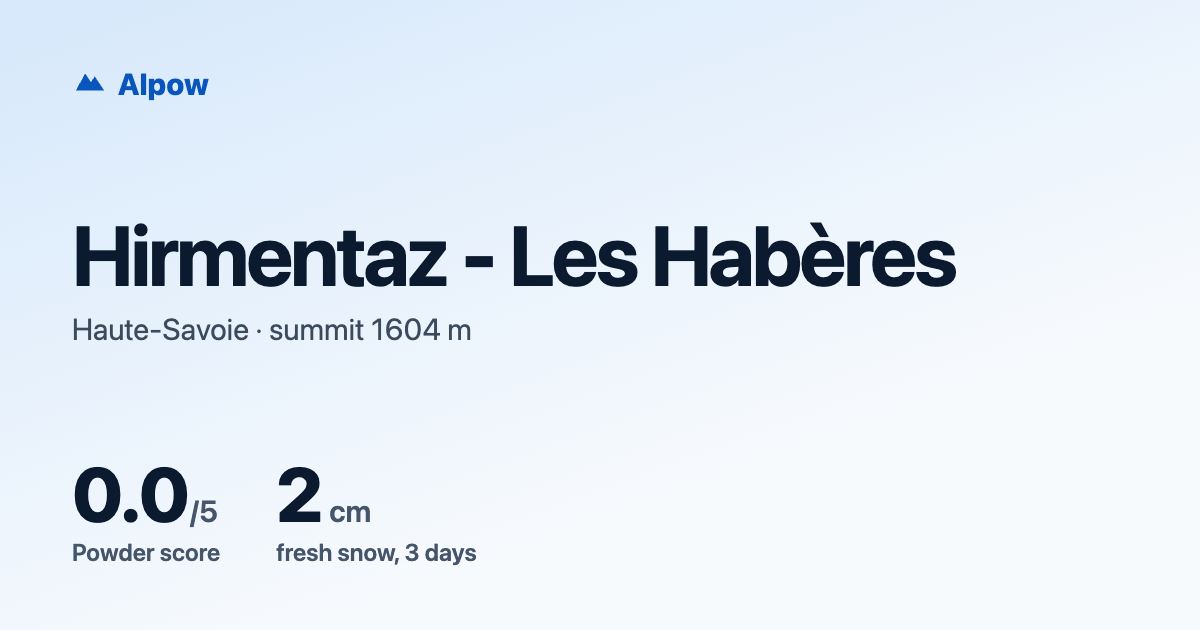 Alpow
Hirmentaz - Les Habères
Haute-Savoie · summit 1604 m
0.0/5 2 cm
Powder score fresh snow, 3 days